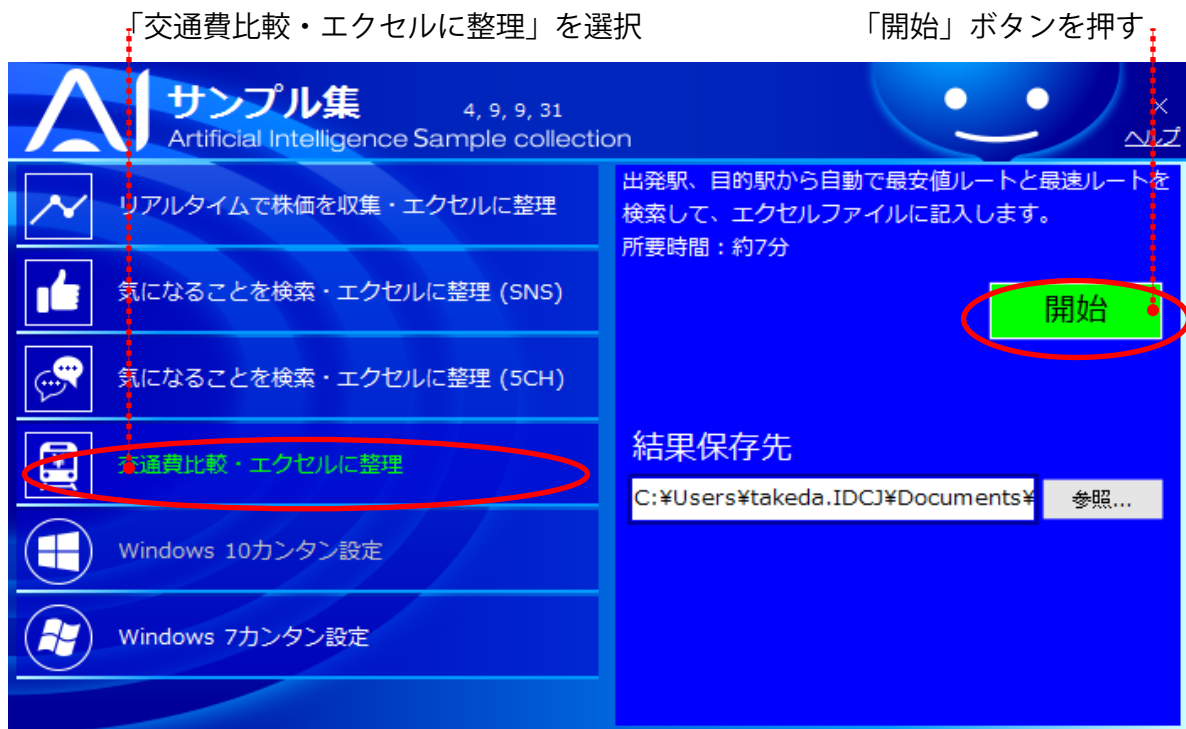 「交通費比較・エクセルに整理」を選択
「開始」ボタンを押す
AI
サンプル集
4, 9, 9, 31
Artificial Intelligence Sample collection
×
ヘルプ
リアルタイムで株価を収集・エクセルに整理
気になることを検索・エクセルに整理 (SNS)
気になることを検索・エクセルに整理 (5CH)
交通費比較・エクセルに整理
Windows 10カンタン設定
Windows 7カンタン設定
出発駅、目的駅から自動で最安値ルートと最速ルートを
検索して、エクセルファイルに記入します。
所要時間：約7分
開始
結果保存先
C:¥Users¥takeda.IDCJ¥Documents¥
参照...